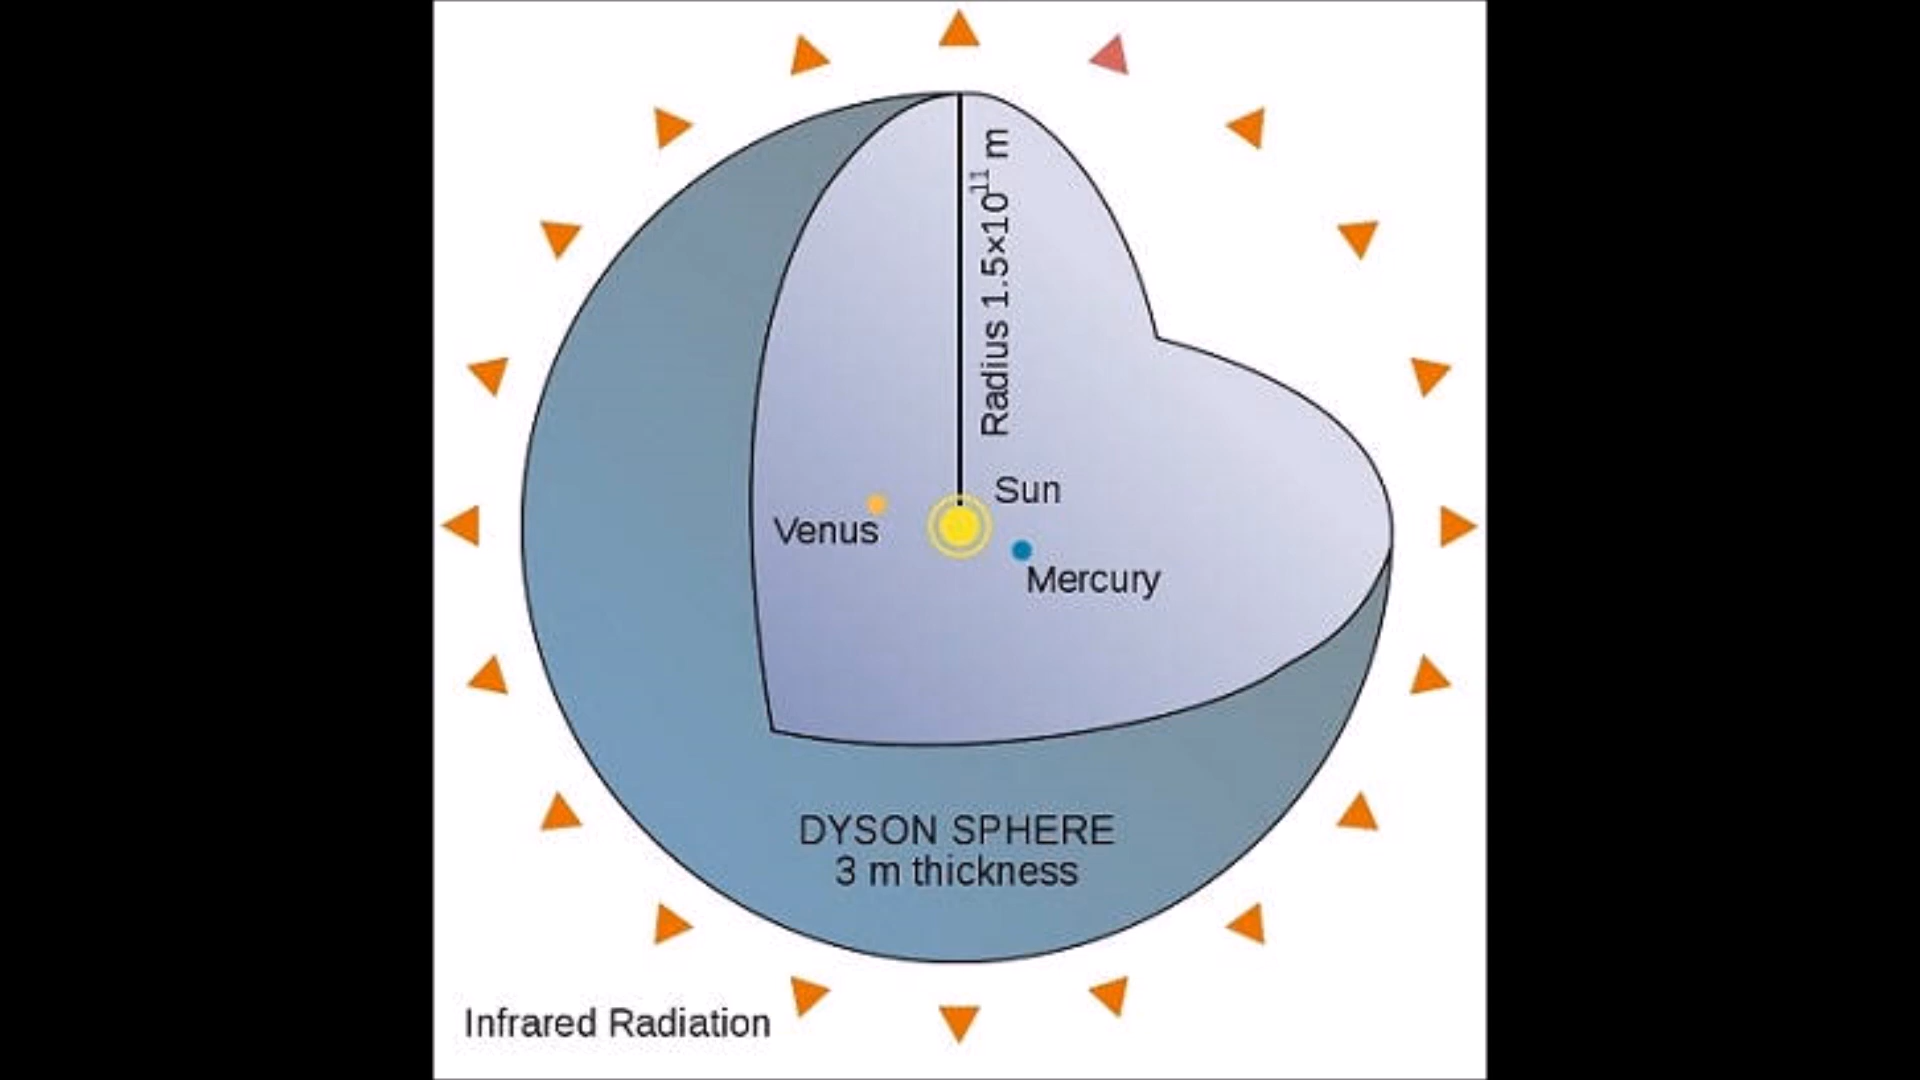 Radius 1.5×10¹¹ m
Sun
Venus
Mercury
DYSON SPHERE
3 m thickness
Infrared Radiation